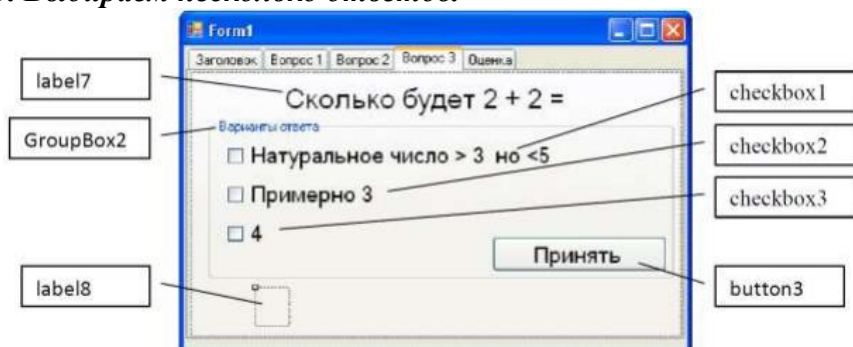 Выбираем несколько ответов.
Form1
Заголовок Вопрос 1 Вопрос 2 Вопрос 3 Оценка
label7
Сколько будет 2 + 2 =
checkbox1
GroupBox2
Варианты ответа
Натуральное число > 3 но <5
checkbox2
Примерно 3
checkbox3
4
Принять
label8
button3